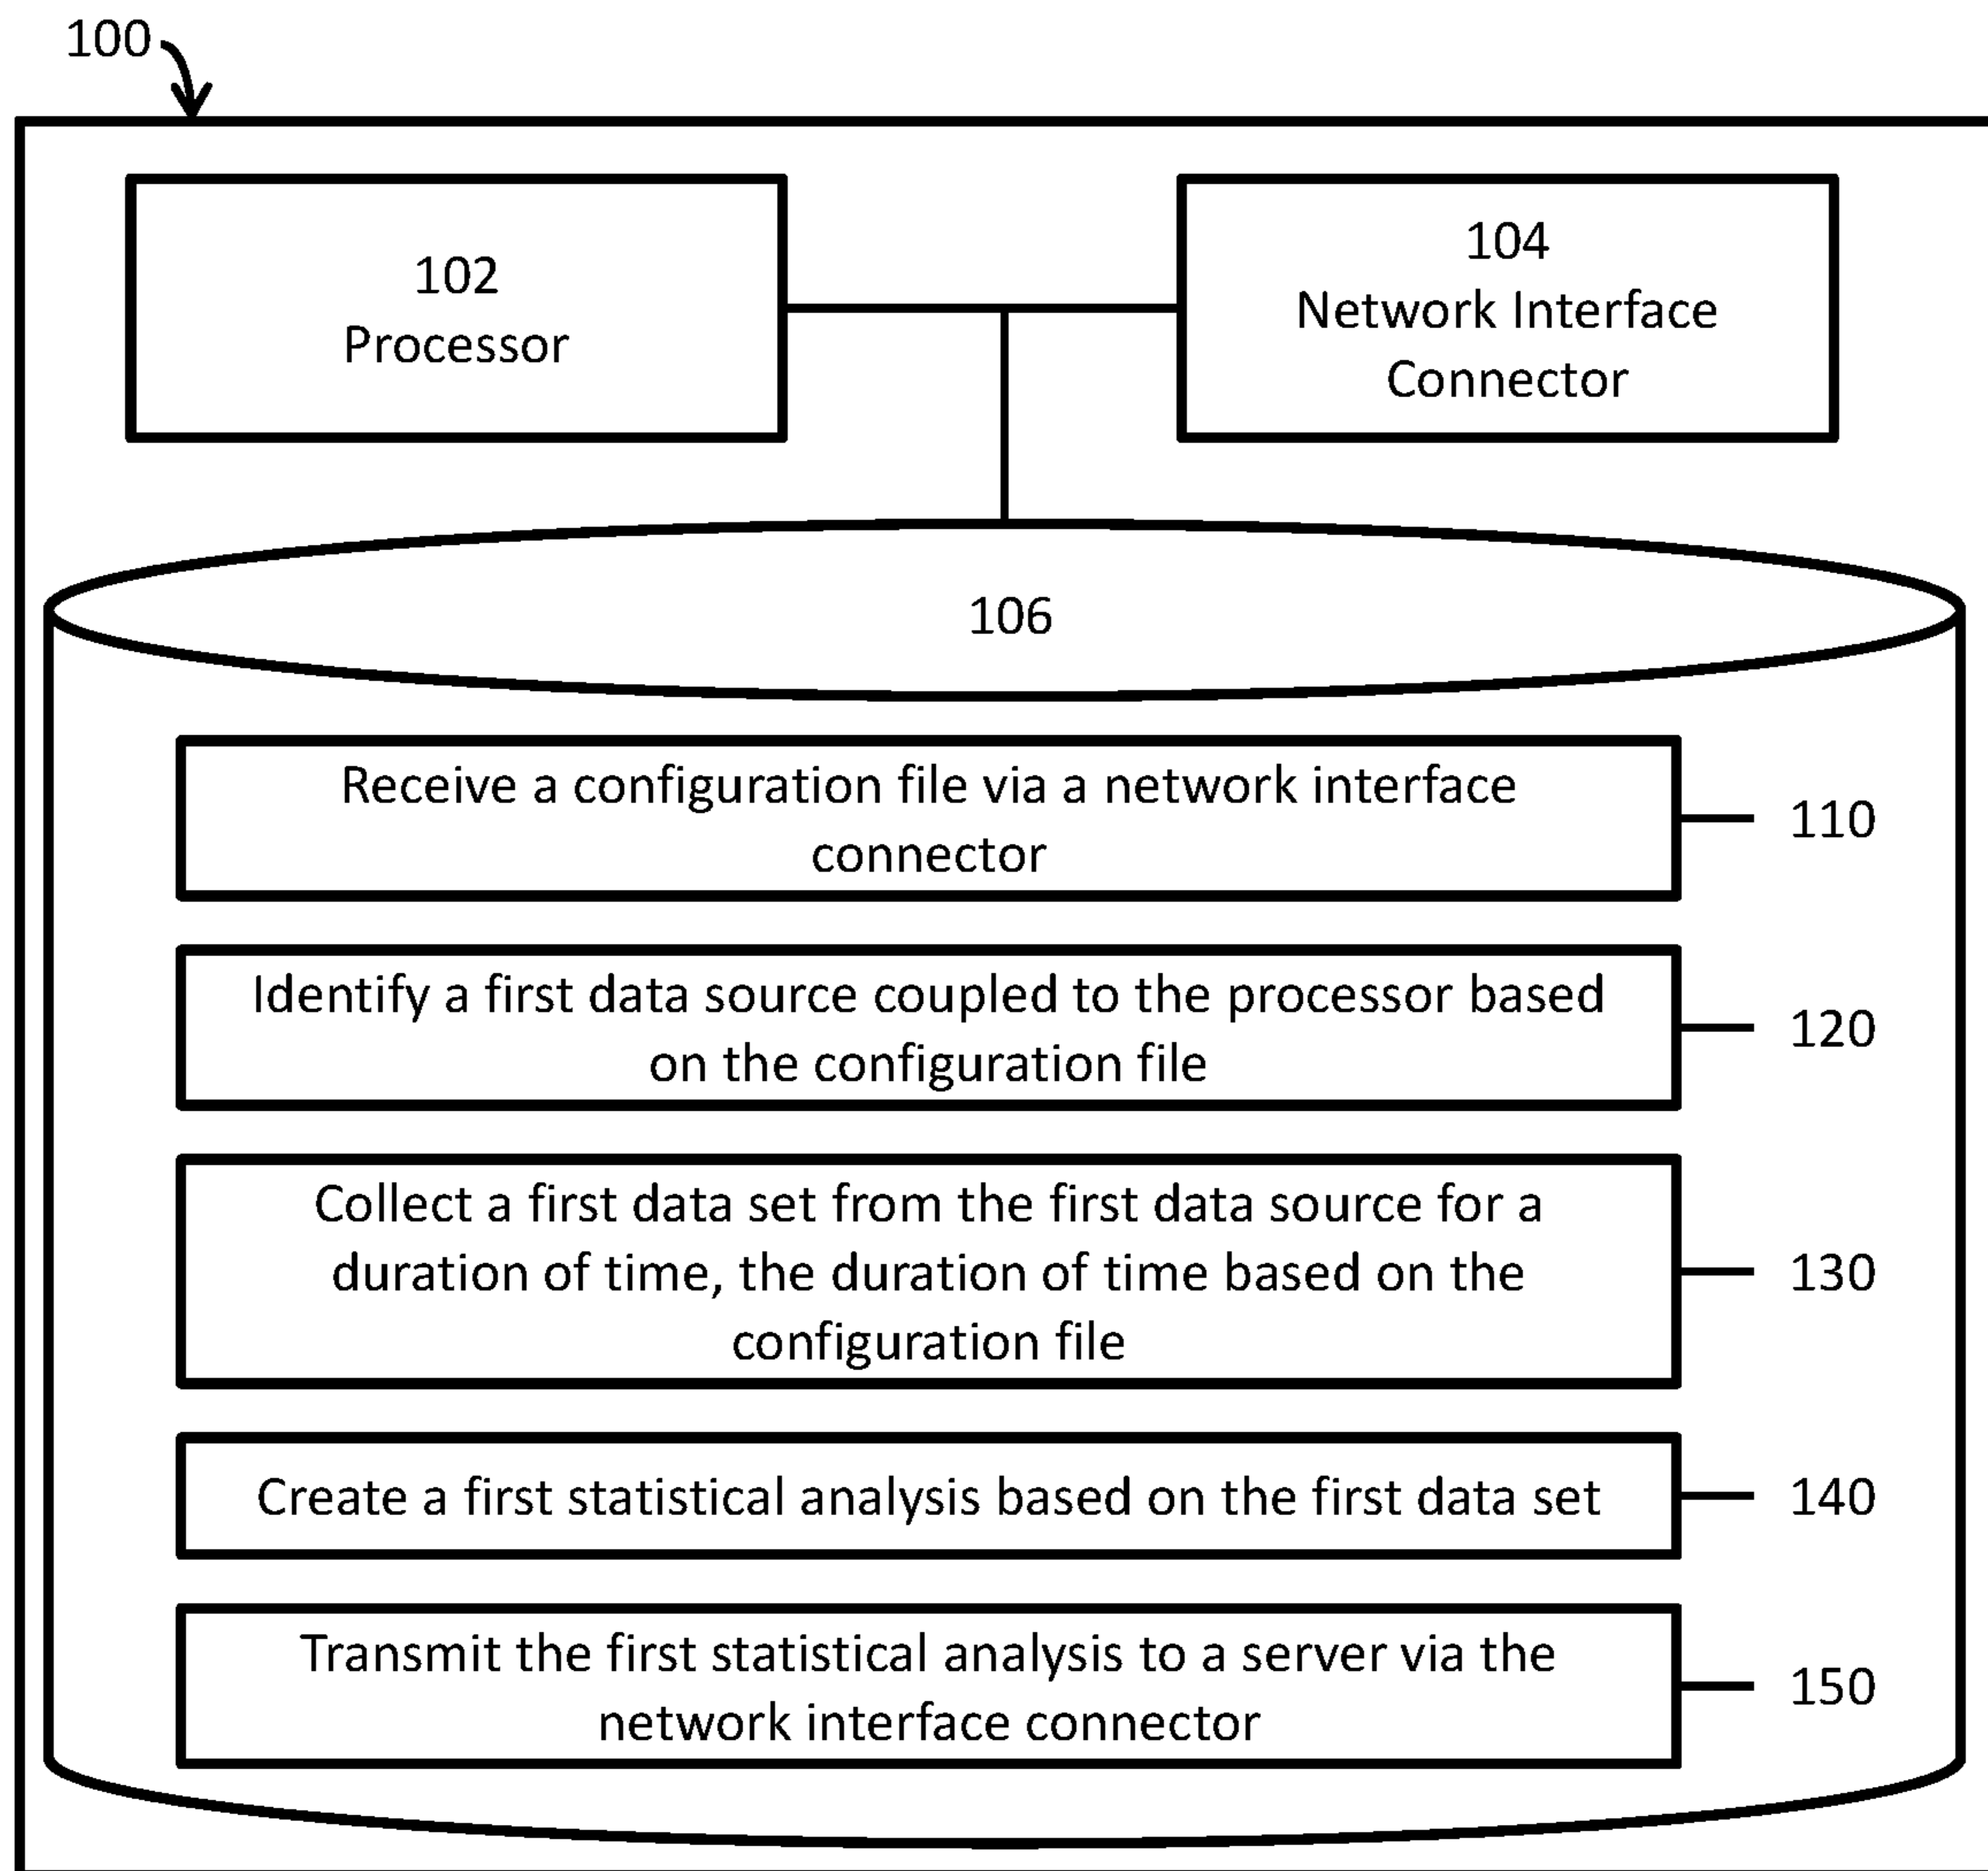 100
102
Processor
104
Network Interface
Connector
106
Receive a configuration file via a network interface
connector
110
Identify a first data source coupled to the processor based
on the configuration file
120
Collect a first data set from the first data source for a
duration of time, the duration of time based on the
configuration file
130
Create a first statistical analysis based on the first data set
140
Transmit the first statistical analysis to a server via the
network interface connector
150